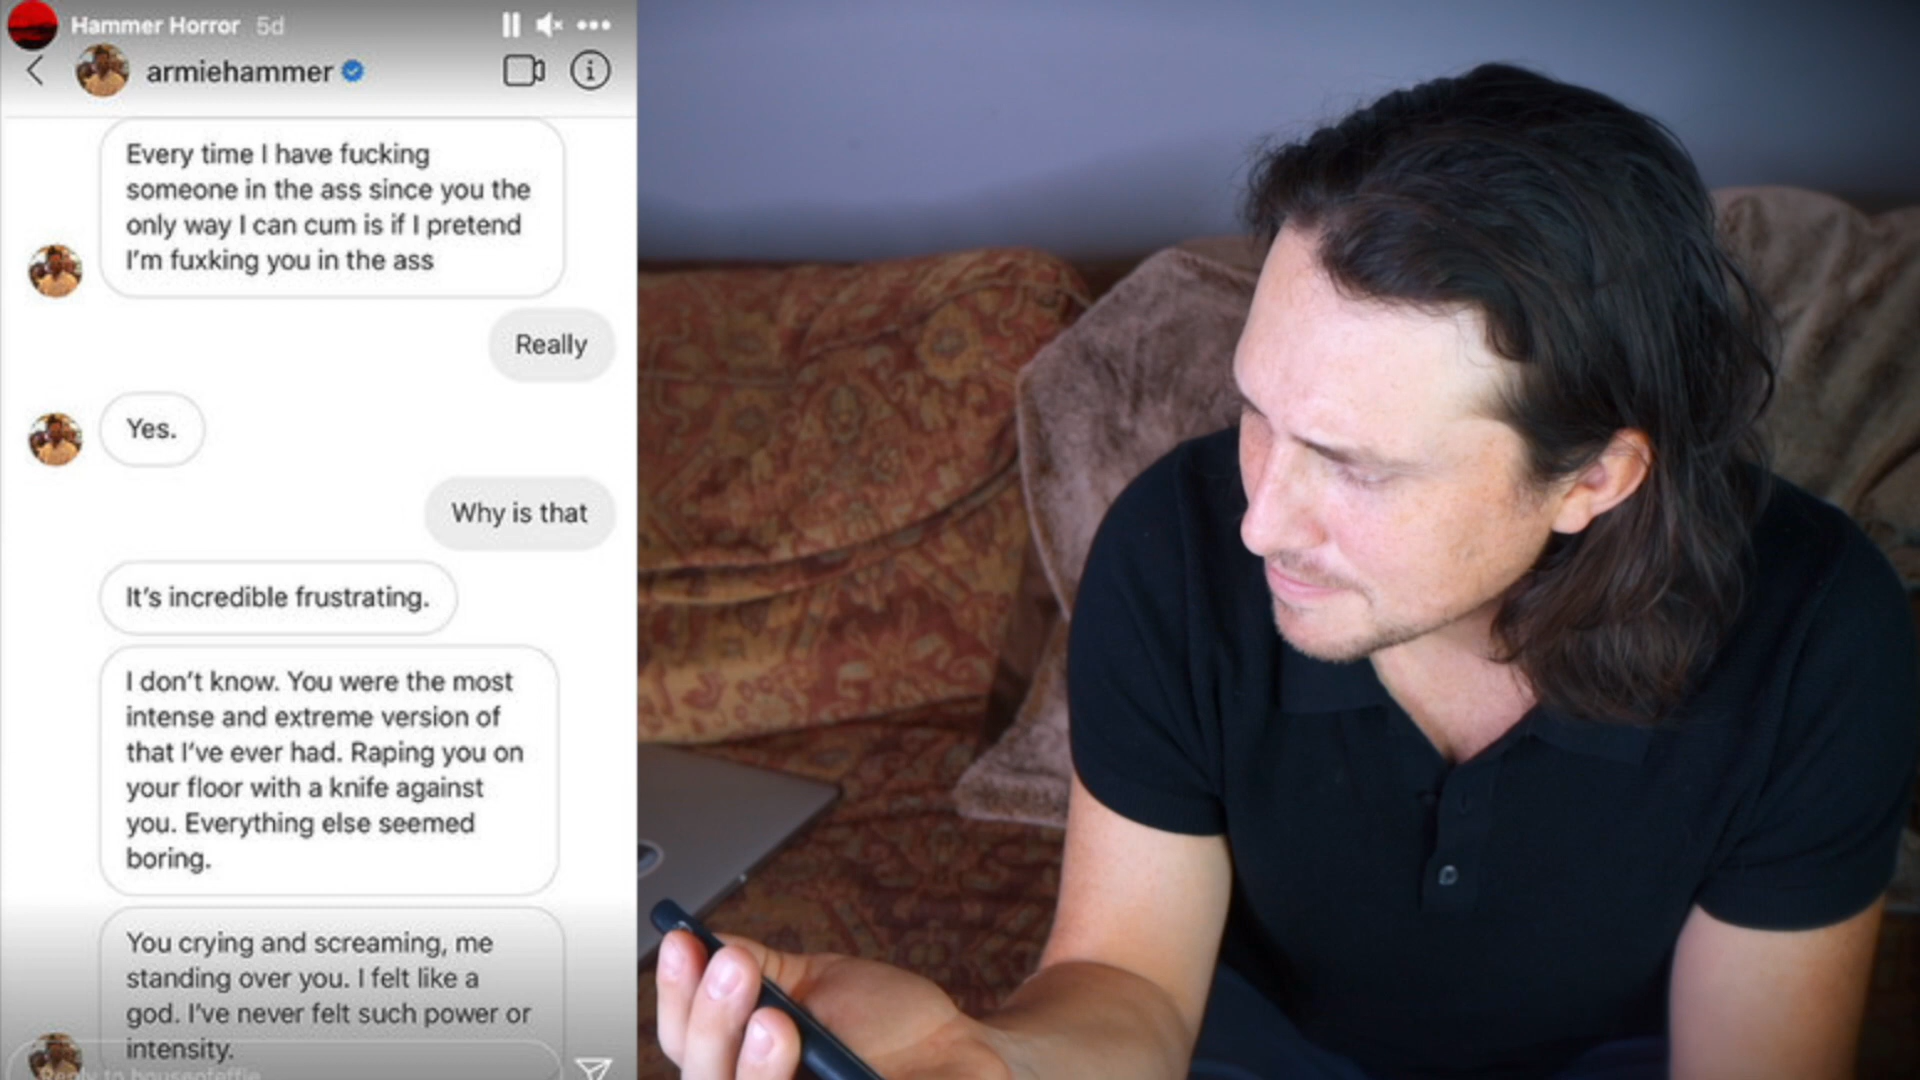 Hammer Horror 5d
armiehammer
Every time I have fucking
someone in the ass since you the
only way I can cum is if I pretend
I'm fuxking you in the ass
Really
Yes.
Why is that
It's incredible frustrating.
I don't know. You were the most
intense and extreme version of
that I've ever had. Raping you on
your floor with a knife against
you. Everything else seemed
boring.
You crying and screaming, me
standing over you. I felt like a
god. I've never felt such power or
intensity.
Reply to houseofeffie